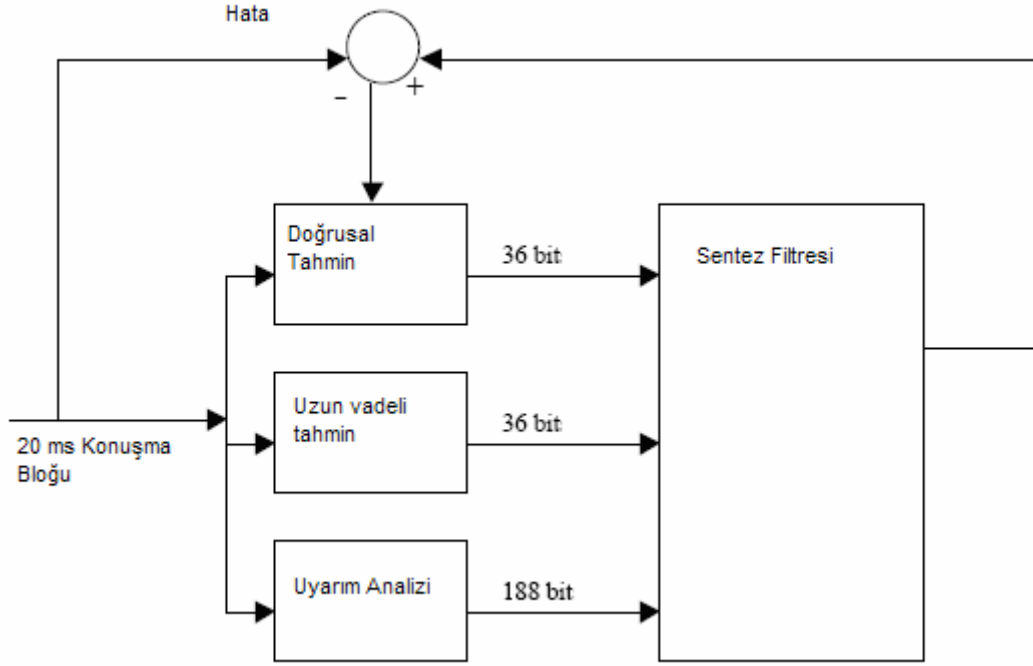 Hata
–
+
Doğrusal
Tahmin
36 bit
Sentez Filtresi
Uzun vadeli
tahmin
36 bit
20 ms Konuşma
Bloğu
Uyarım Analizi
188 bit